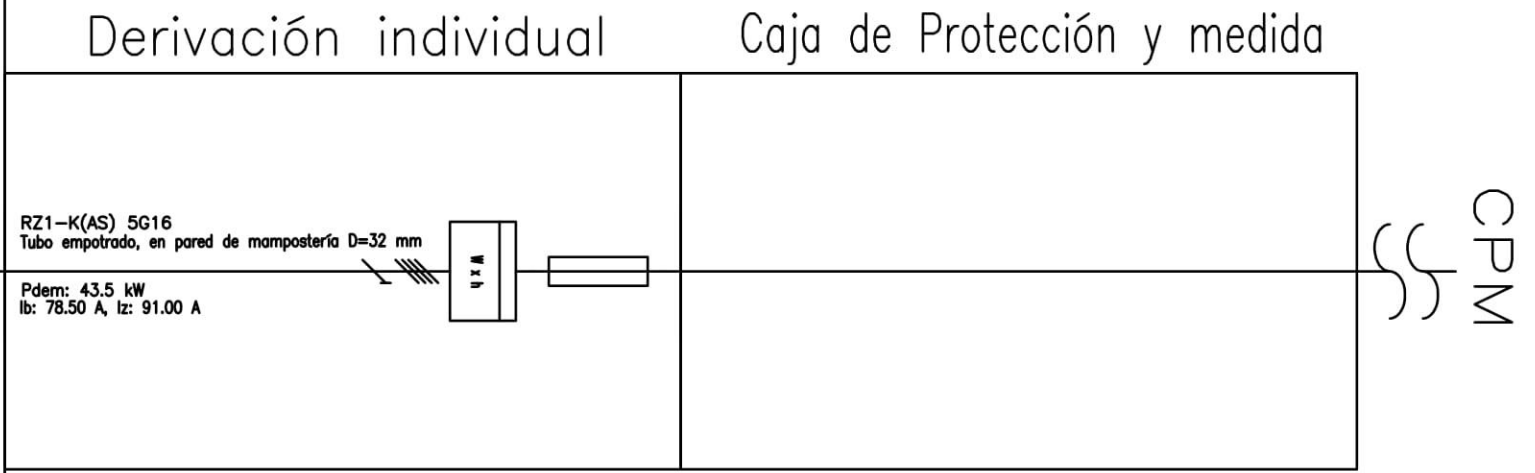 Derivación individual
Caja de Protección y medida
RZ1-K(AS) 5G16
Tubo empotrado, en pared de mampostería D=32 mm
Pdem: 43.5 kW
Ib: 78.50 A, Iz: 91.00 A
W x h
CPM